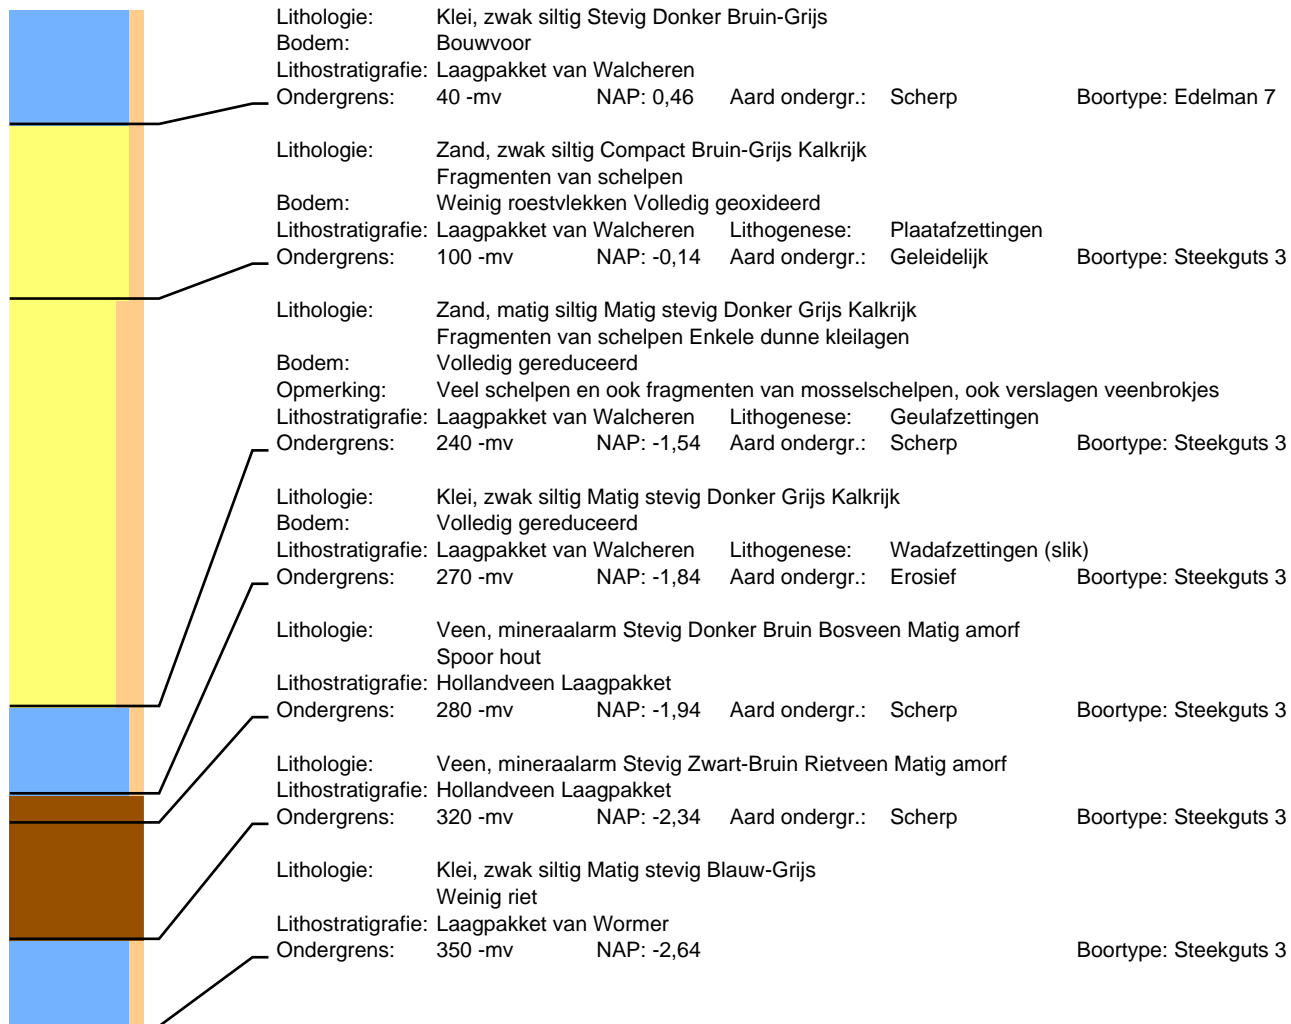 Lithologie: Klei, zwak siltig Stevig Donker Bruin-Grijs
Bodem: Bouwvoor
Lithostratigrafie: Laagpakket van Walcheren
Ondergrens: 40 -mv NAP: 0,46 Aard ondergr.: Scherp Boortype: Edelman 7
Lithologie: Zand, zwak siltig Compact Bruin-Grijs Kalkrijk
Fragmenten van schelpen
Bodem: Weinig roestvlekken Volledig geoxideerd
Lithostratigrafie: Laagpakket van Walcheren Lithogenese: Plaatafzettingen
Ondergrens: 100 -mv NAP: -0,14 Aard ondergr.: Geleidelijk Boortype: Steekguts 3
Lithologie: Zand, matig siltig Matig stevig Donker Grijs Kalkrijk
Fragmenten van schelpen Enkele dunne kleilagen
Bodem: Volledig gereduceerd
Opmerking: Veel schelpen en ook fragmenten van mosselschelpen, ook verslagen veenbrokjes
Lithostratigrafie: Laagpakket van Walcheren Lithogenese: Geulafzettingen
Ondergrens: 240 -mv NAP: -1,54 Aard ondergr.: Scherp Boortype: Steekguts 3
Lithologie: Klei, zwak siltig Matig stevig Donker Grijs Kalkrijk
Bodem: Volledig gereduceerd
Lithostratigrafie: Laagpakket van Walcheren Lithogenese: Wadafzettingen (slik)
Ondergrens: 270 -mv NAP: -1,84 Aard ondergr.: Erosief Boortype: Steekguts 3
Lithologie: Veen, mineraalarm Stevig Donker Bruin Bosveen Matig amorf
Spoor hout
Lithostratigrafie: Hollandveen Laagpakket
Ondergrens: 280 -mv NAP: -1,94 Aard ondergr.: Scherp Boortype: Steekguts 3
Lithologie: Veen, mineraalarm Stevig Zwart-Bruin Rietveen Matig amorf
Lithostratigrafie: Hollandveen Laagpakket
Ondergrens: 320 -mv NAP: -2,34 Aard ondergr.: Scherp Boortype: Steekguts 3
Lithologie: Klei, zwak siltig Matig stevig Blauw-Grijs
Weinig riet
Lithostratigrafie: Laagpakket van Wormer
Ondergrens: 350 -mv NAP: -2,64 Boortype: Steekguts 3